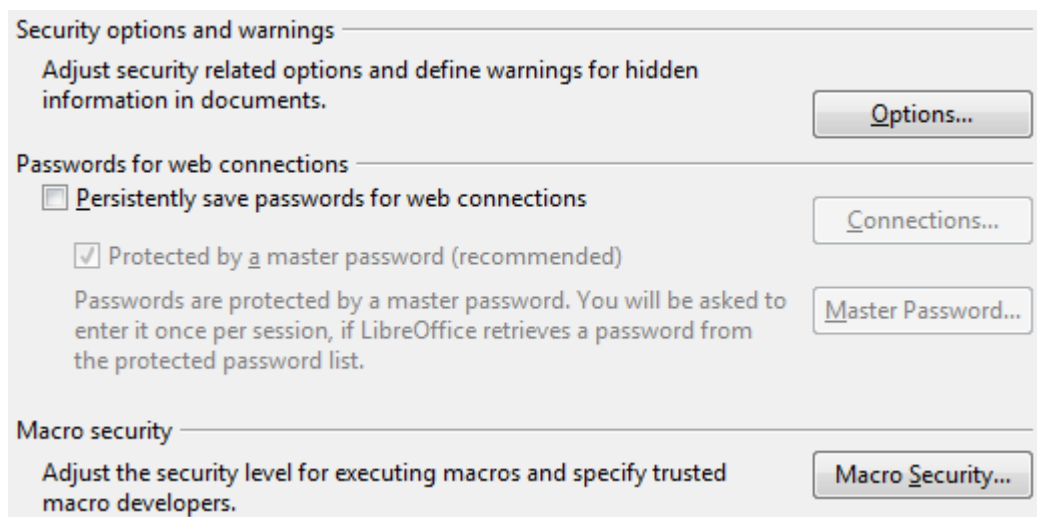 Security options and warnings
Adjust security related options and define warnings for hidden
information in documents.
Options...
Passwords for web connections
Persistently save passwords for web connections
Connections...
Protected by a master password (recommended)
Passwords are protected by a master password. You will be asked to
enter it once per session, if LibreOffice retrieves a password from
the protected password list.
Master Password...
Macro security
Adjust the security level for executing macros and specify trusted
macro developers.
Macro Security...